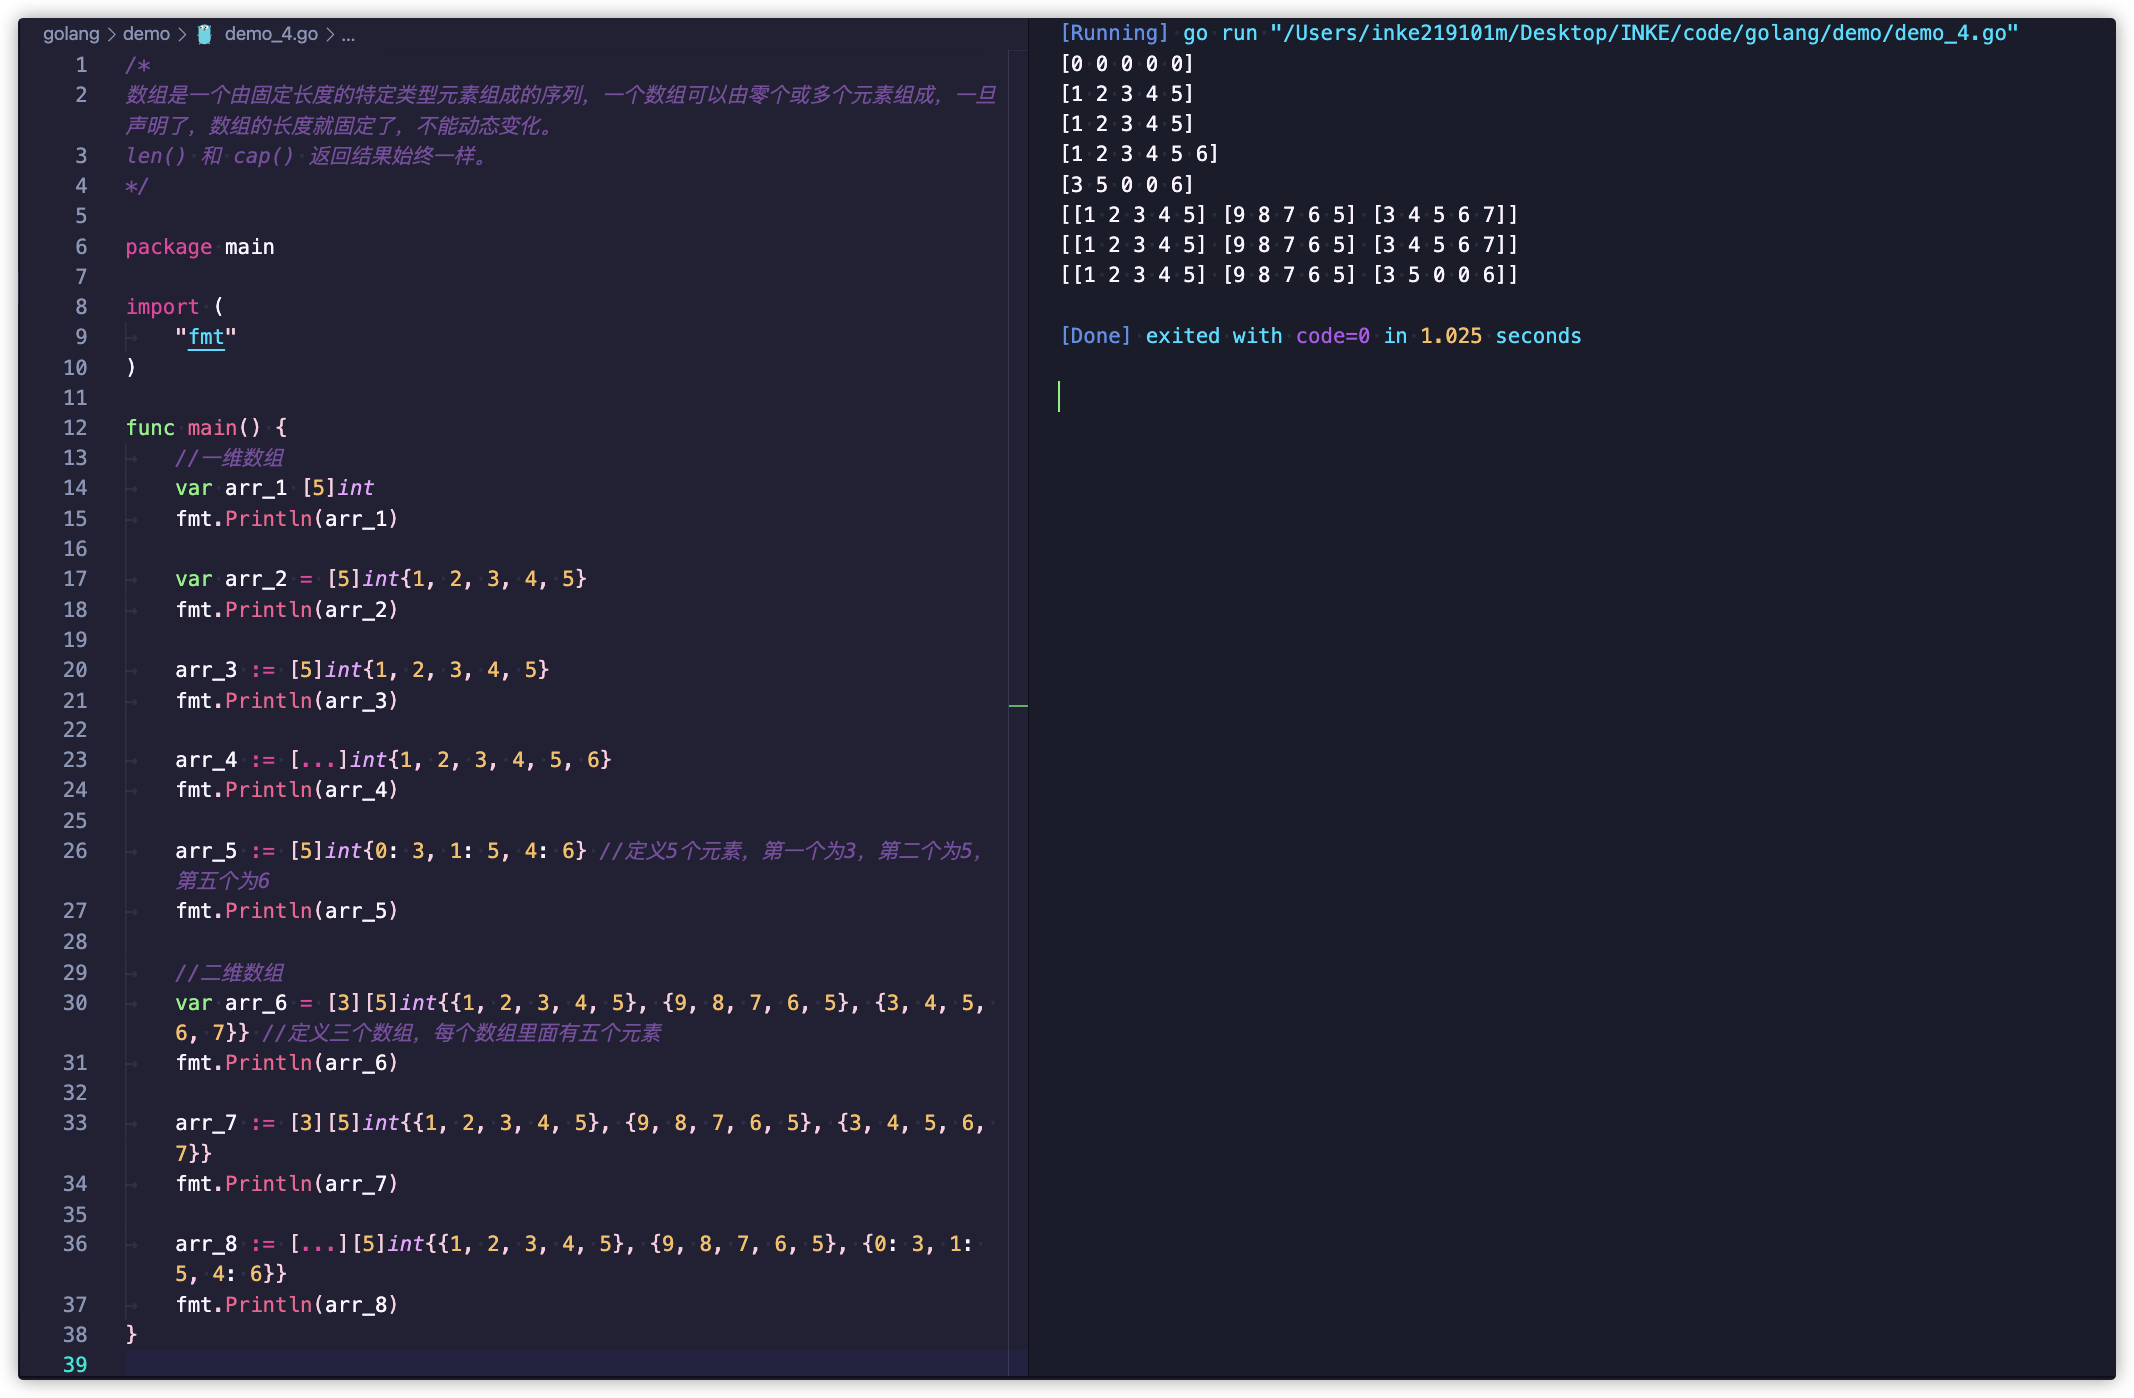 golang > demo > demo_4.go > ...
1 /*
2 数组是一个由固定长度的特定类型元素组成的序列，一个数组可以由零个或多个元素组成，一旦
声明了，数组的长度就固定了，不能动态变化。
3 len() 和 cap() 返回结果始终一样。
4 */
5
6 package main
7
8 import (
9 "fmt"
10 )
11
12 func main() {
13 //一维数组
14 var arr_1 [5]int
15 fmt.Println(arr_1)
16
17 var arr_2 = [5]int{1, 2, 3, 4, 5}
18 fmt.Println(arr_2)
19
20 arr_3 := [5]int{1, 2, 3, 4, 5}
21 fmt.Println(arr_3)
22
23 arr_4 := [...]int{1, 2, 3, 4, 5, 6}
24 fmt.Println(arr_4)
25
26 arr_5 := [5]int{0: 3, 1: 5, 4: 6} //定义5个元素，第一个为3，第二个为5，
第五个为6
27 fmt.Println(arr_5)
28
29 //二维数组
30 var arr_6 = [3][5]int{{1, 2, 3, 4, 5}, {9, 8, 7, 6, 5}, {3, 4, 5,
6, 7}} //定义三个数组，每个数组里面有五个元素
31 fmt.Println(arr_6)
32
33 arr_7 := [3][5]int{{1, 2, 3, 4, 5}, {9, 8, 7, 6, 5}, {3, 4, 5, 6,
7}}
34 fmt.Println(arr_7)
35
36 arr_8 := [...][5]int{{1, 2, 3, 4, 5}, {9, 8, 7, 6, 5}, {0: 3, 1:
5, 4: 6}}
37 fmt.Println(arr_8)
38 }
39
[Running] go run "/Users/inke219101m/Desktop/INKE/code/golang/demo/demo_4.go"
[0 0 0 0 0]
[1 2 3 4 5]
[1 2 3 4 5]
[1 2 3 4 5 6]
[3 5 0 0 6]
[[1 2 3 4 5] [9 8 7 6 5] [3 4 5 6 7]]
[[1 2 3 4 5] [9 8 7 6 5] [3 4 5 6 7]]
[[1 2 3 4 5] [9 8 7 6 5] [3 5 0 0 6]]
[Done] exited with code=0 in 1.025 seconds